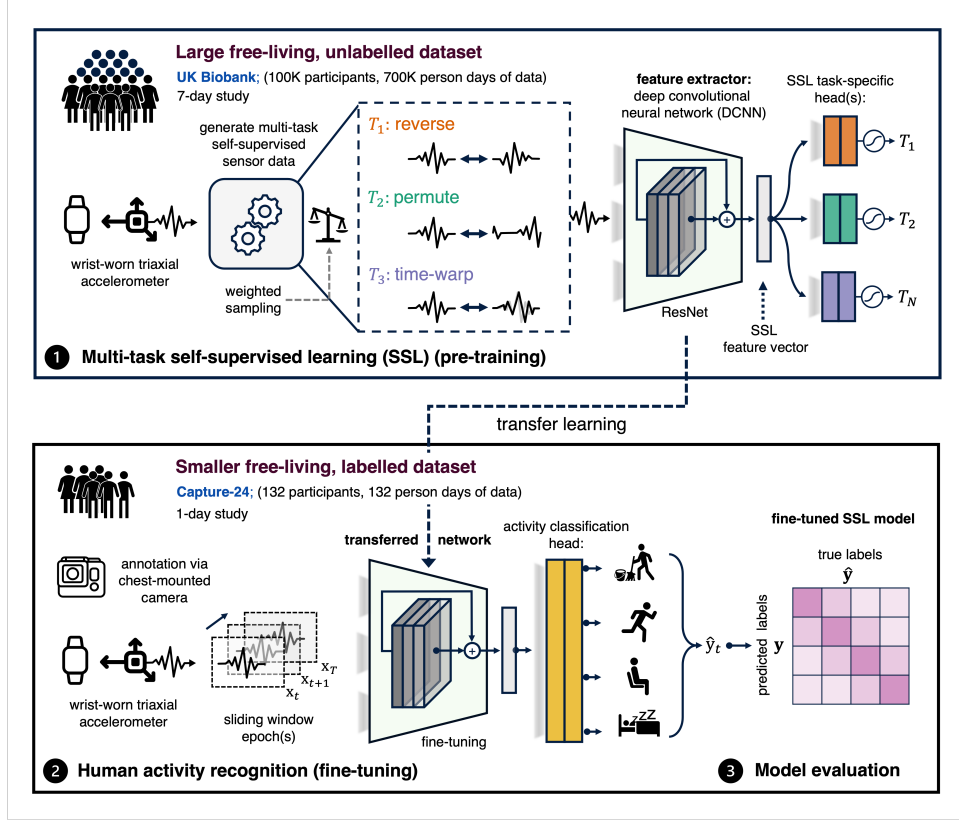 Large free-living, unlabelled dataset
UK Biobank; (100K participants, 700K person days of data)
7-day study
generate multi-task
self-supervised
sensor data
wrist-worn triaxial
accelerometer
weighted
sampling
T₁: reverse
T₂: permute
T₃: time-warp
feature extractor:
deep convolutional
neural network (DCNN)
ResNet
SSL
feature vector
SSL task-specific
head(s):
T₁
T₂
T_N
1 Multi-task self-supervised learning (SSL) (pre-training)
transfer learning
Smaller free-living, labelled dataset
Capture-24; (132 participants, 132 person days of data)
1-day study
annotation via
chest-mounted
camera
wrist-worn triaxial
accelerometer
x_T
x_{t+1}
x_t
sliding window
epoch(s)
transferred network
fine-tuning
activity classification
head:
zzZZ
ŷ_t
fine-tuned SSL model
true labels
ŷ
predicted labels
y
2 Human activity recognition (fine-tuning)
3 Model evaluation